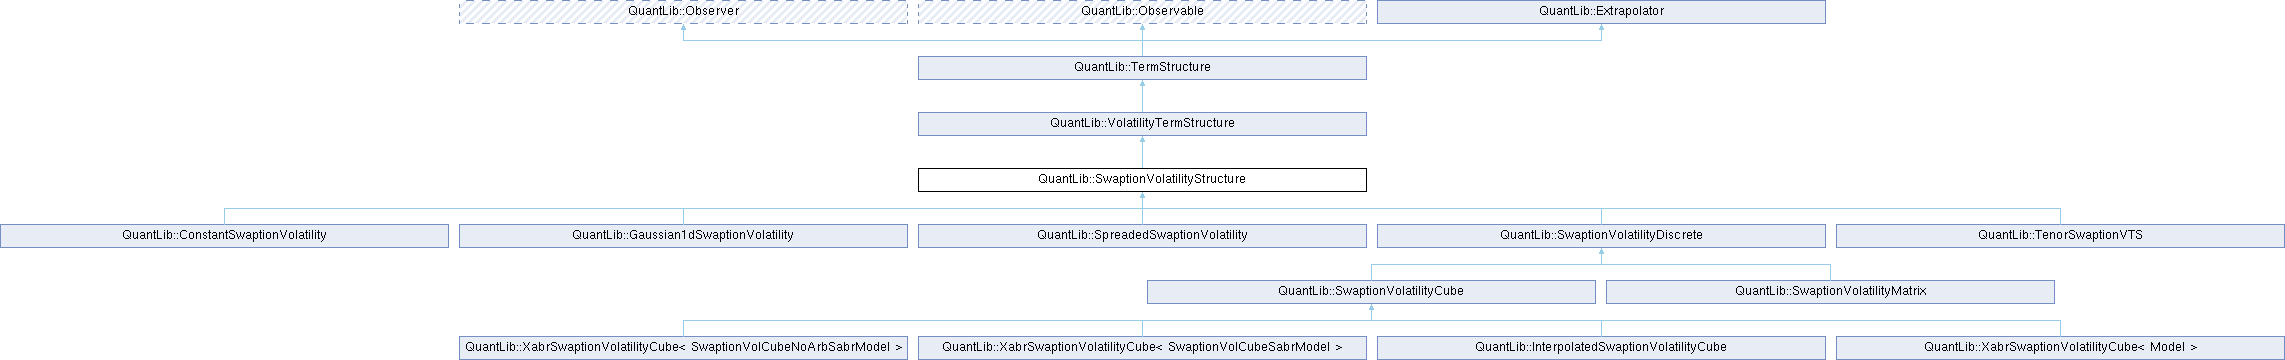 QuantLib::Observer
QuantLib::Observable
QuantLib::Extrapolator
QuantLib::TermStructure
QuantLib::VolatilityTermStructure
QuantLib::SwaptionVolatilityStructure
QuantLib::ConstantSwaptionVolatility
QuantLib::Gaussian1dSwaptionVolatility
QuantLib::SpreadedSwaptionVolatility
QuantLib::SwaptionVolatilityDiscrete
QuantLib::TenorSwaptionVTS
QuantLib::SwaptionVolatilityCube
QuantLib::SwaptionVolatilityMatrix
QuantLib::XabrSwaptionVolatilityCube< SwaptionVolCubeNoArbSabrModel >
QuantLib::XabrSwaptionVolatilityCube< SwaptionVolCubeSabrModel >
QuantLib::InterpolatedSwaptionVolatilityCube
QuantLib::XabrSwaptionVolatilityCube< Model >